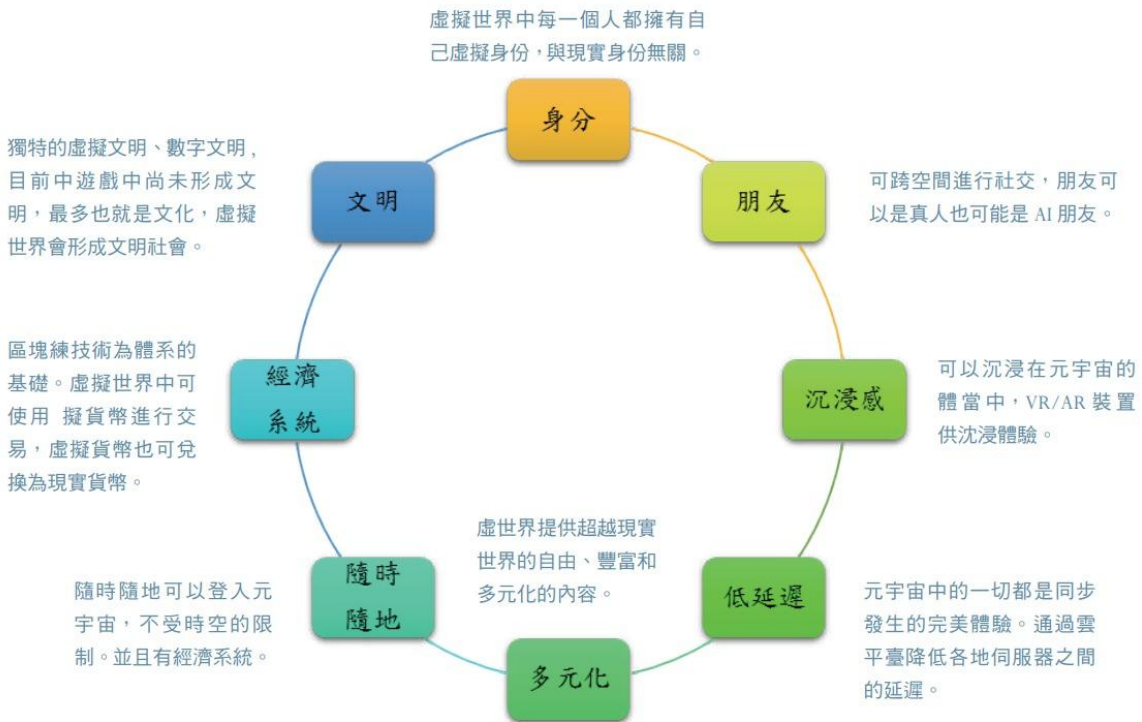 虛擬世界中每一個人都擁有自
己虛擬身份，與現實身份無關。
身分
朋友
可跨空間進行社交，朋友可
以是真人也可能是 AI 朋友。
沉浸感
可以沉浸在元宇宙的
體當中，VR/AR 裝置
供沈浸體驗。
低延遲
元宇宙中的一切都是同步
發生的完美體驗。通過雲
平臺降低各地伺服器之間
的延遲。
多元化
虛世界提供超越現實
世界的自由、豐富和
多元化的內容。
隨時
隨地
隨時隨地可以登入元
宇宙，不受時空的限
制。並且有經濟系統。
經濟
系統
區塊練技術為體系的
基礎。虛擬世界中可
使用 擬貨幣進行交
易，虛擬貨幣也可兌
換為現實貨幣。
文明
獨特的虛擬文明、數字文明 ,
目前中遊戲中尚未形成文
明，最多也就是文化，虛擬
世界會形成文明社會。